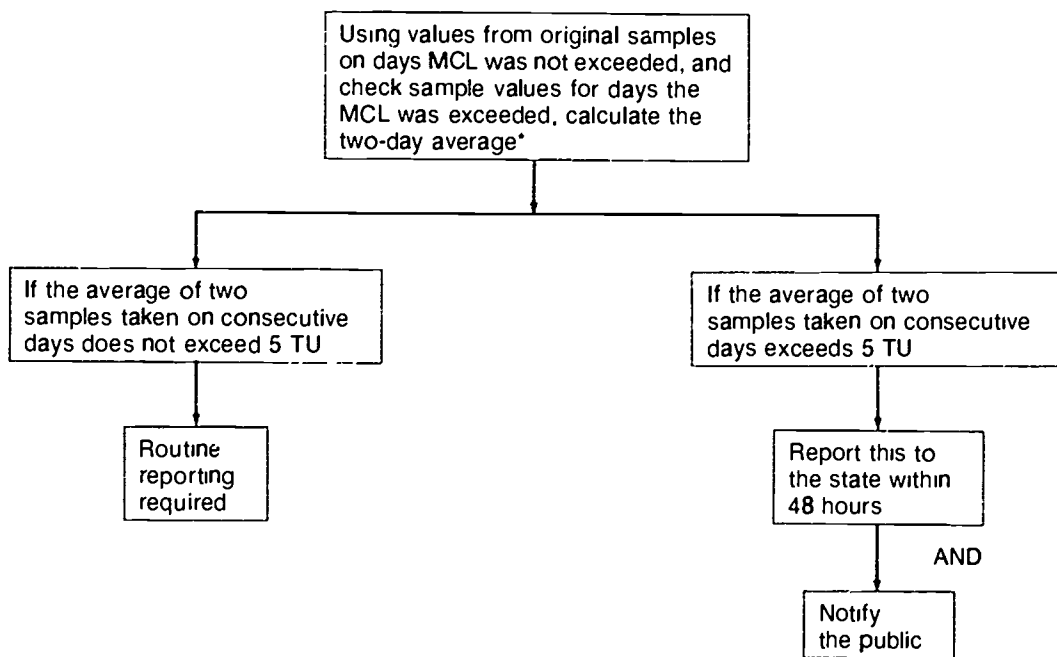 Using values from original samples
on days MCL was not exceeded, and
check sample values for days the
MCL was exceeded, calculate the
two-day average*
If the average of two
samples taken on consecutive
days does not exceed 5 TU
If the average of two
samples taken on consecutive
days exceeds 5 TU
Routine
reporting
required
Report this to
the state within
48 hours
AND
Notify
the public